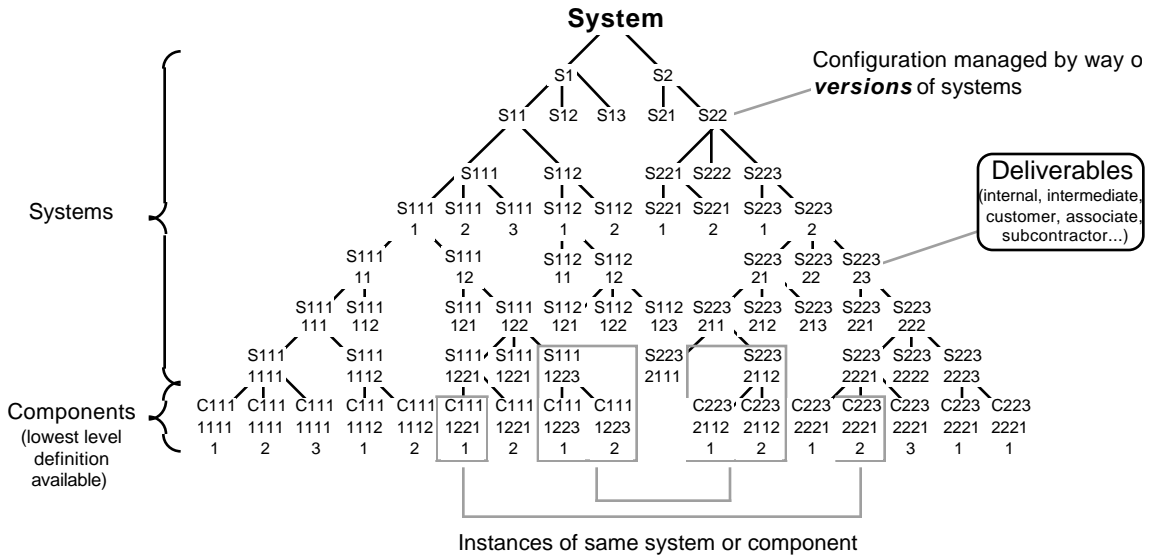 System
Configuration managed by way o
versions of systems
S1 S2
S11 S12 S13 S21 S22
Deliverables
(internal, intermediate,
customer, associate,
subcontractor...)
S111 S112 S221 S222 S223
Systems
S111 S111 S111 S112 S112 S221 S221 S223 S223
1 2 3 1 2 1 2 1 2
S111 S111 S112 S112 S223 S223 S223
11 12 11 12 21 22 23
S111 S111 S111 S111 S112 S112 S112 S223 S223 S223 S223 S223
111 112 121 122 121 122 123 211 212 213 221 222
S111 S111 S111 S111 S111 S223 S223 S223 S223 S223
1111 1112 1221 1221 1223 2111 2112 2221 2222 2223
Components
(lowest level
definition
available)
C111 C111 C111 C111 C111 C111 C111 C111 C111 C223 C223 C223 C223 C223 C223 C223
1111 1111 1111 1112 1112 1221 1221 1223 1223 2112 2112 2221 2221 2221 2221 2221
1 2 3 1 2 1 2 1 2 1 2 1 2 3 1 1
Instances of same system or component